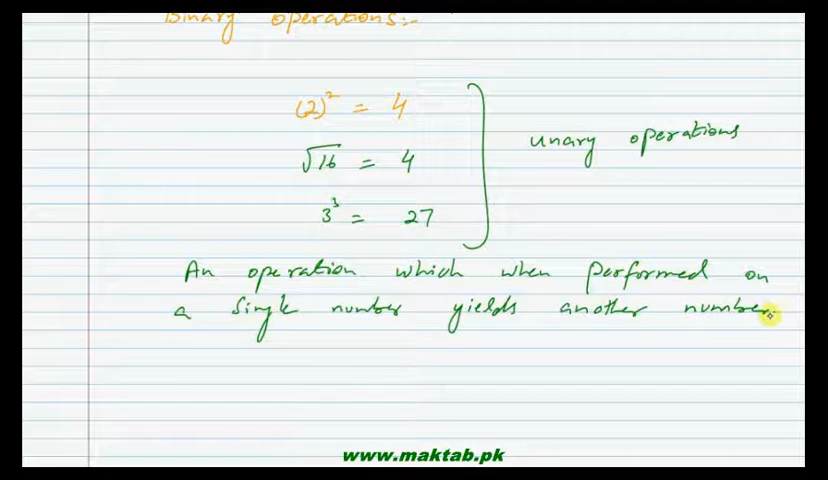 Binary operations:-
(2)² = 4
√16 = 4
3³ = 27
unary operations
An operation which when performed on
a single number yields another number.
www.maktab.pk